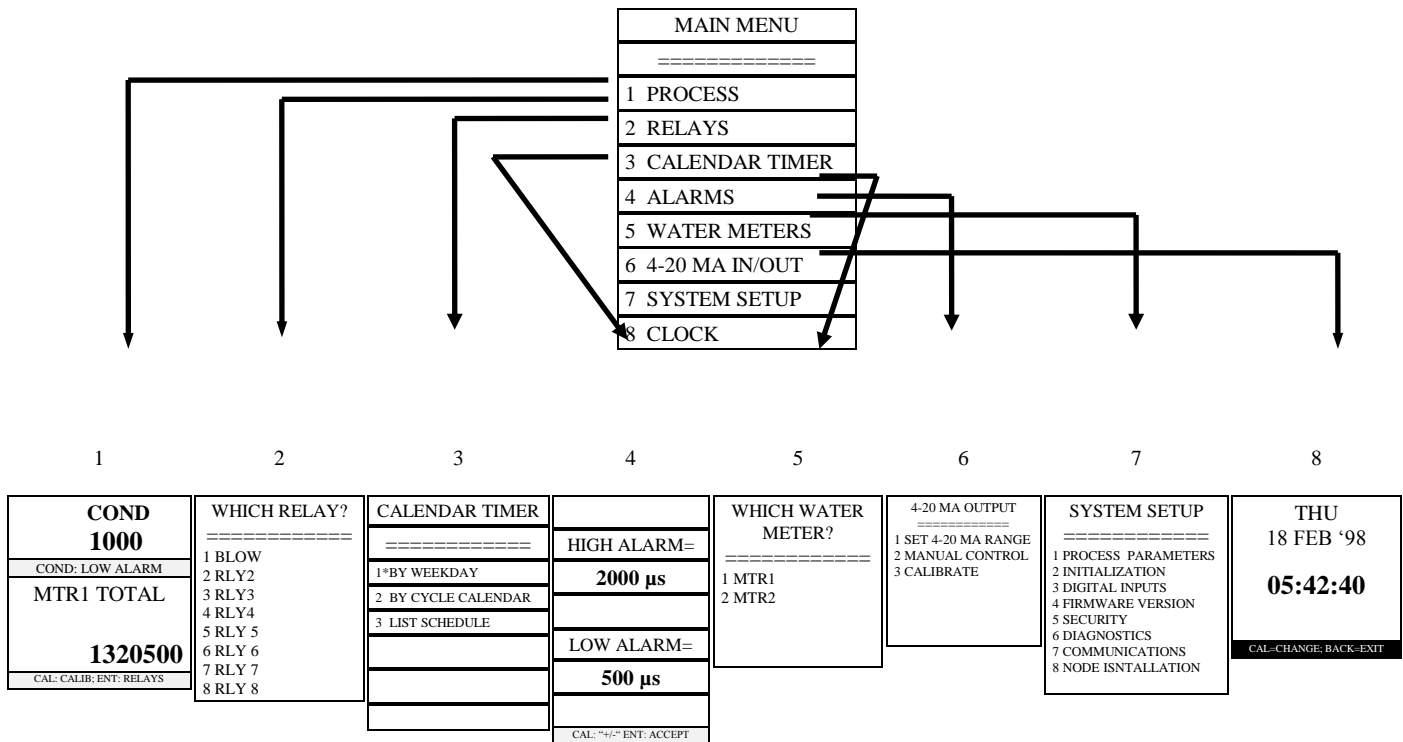 MAIN MENU
=============
1 PROCESS
2 RELAYS
3 CALENDAR TIMER
4 ALARMS
5 WATER METERS
6 4-20 MA IN/OUT
7 SYSTEM SETUP
8 CLOCK
1 2 3 4 5 6 7 8
COND
1000
COND: LOW ALARM
MTR1 TOTAL
1320500
CAL: CALIB; ENT: RELAYS
WHICH RELAY?
============
1 BLOW
2 RLY2
3 RLY3
4 RLY4
5 RLY 5
6 RLY 6
7 RLY 7
8 RLY 8
CALENDAR TIMER
============
1*BY WEEKDAY
2 BY CYCLE CALENDAR
3 LIST SCHEDULE
HIGH ALARM=
2000 µs
LOW ALARM=
500 µs
CAL: “+/-“ ENT: ACCEPT
WHICH WATER
METER?
============
1 MTR1
2 MTR2
4-20 MA OUTPUT
============
1 SET 4-20 MA RANGE
2 MANUAL CONTROL
3 CALIBRATE
SYSTEM SETUP
============
1 PROCESS PARAMETERS
2 INITIALIZATION
3 DIGITAL INPUTS
4 FIRMWARE VERSION
5 SECURITY
6 DIAGNOSTICS
7 COMMUNICATIONS
8 NODE ISNTALLATION
THU
18 FEB ‘98
05:42:40
CAL=CHANGE; BACK=EXIT